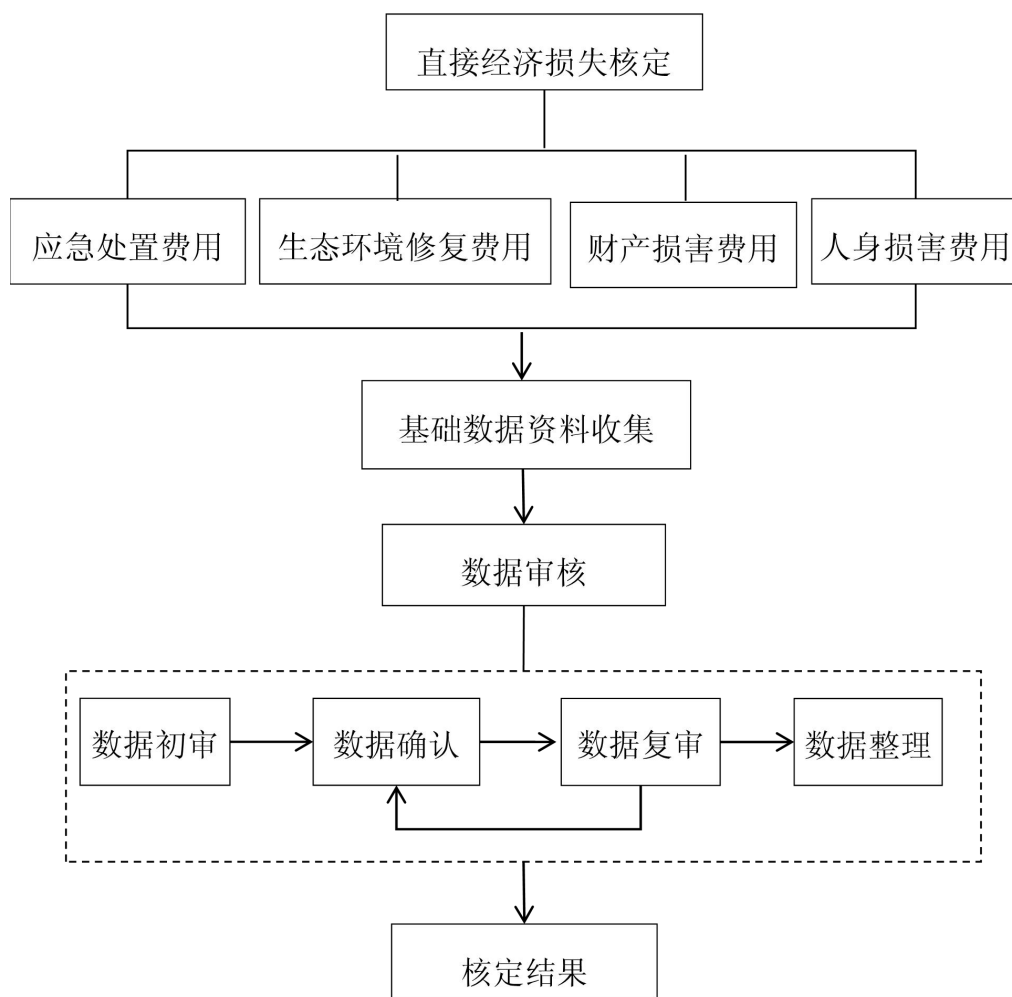 直接经济损失核定
应急处置费用
生态环境修复费用
财产损害费用
人身损害费用
基础数据资料收集
数据审核
数据初审
数据确认
数据复审
数据整理
核定结果